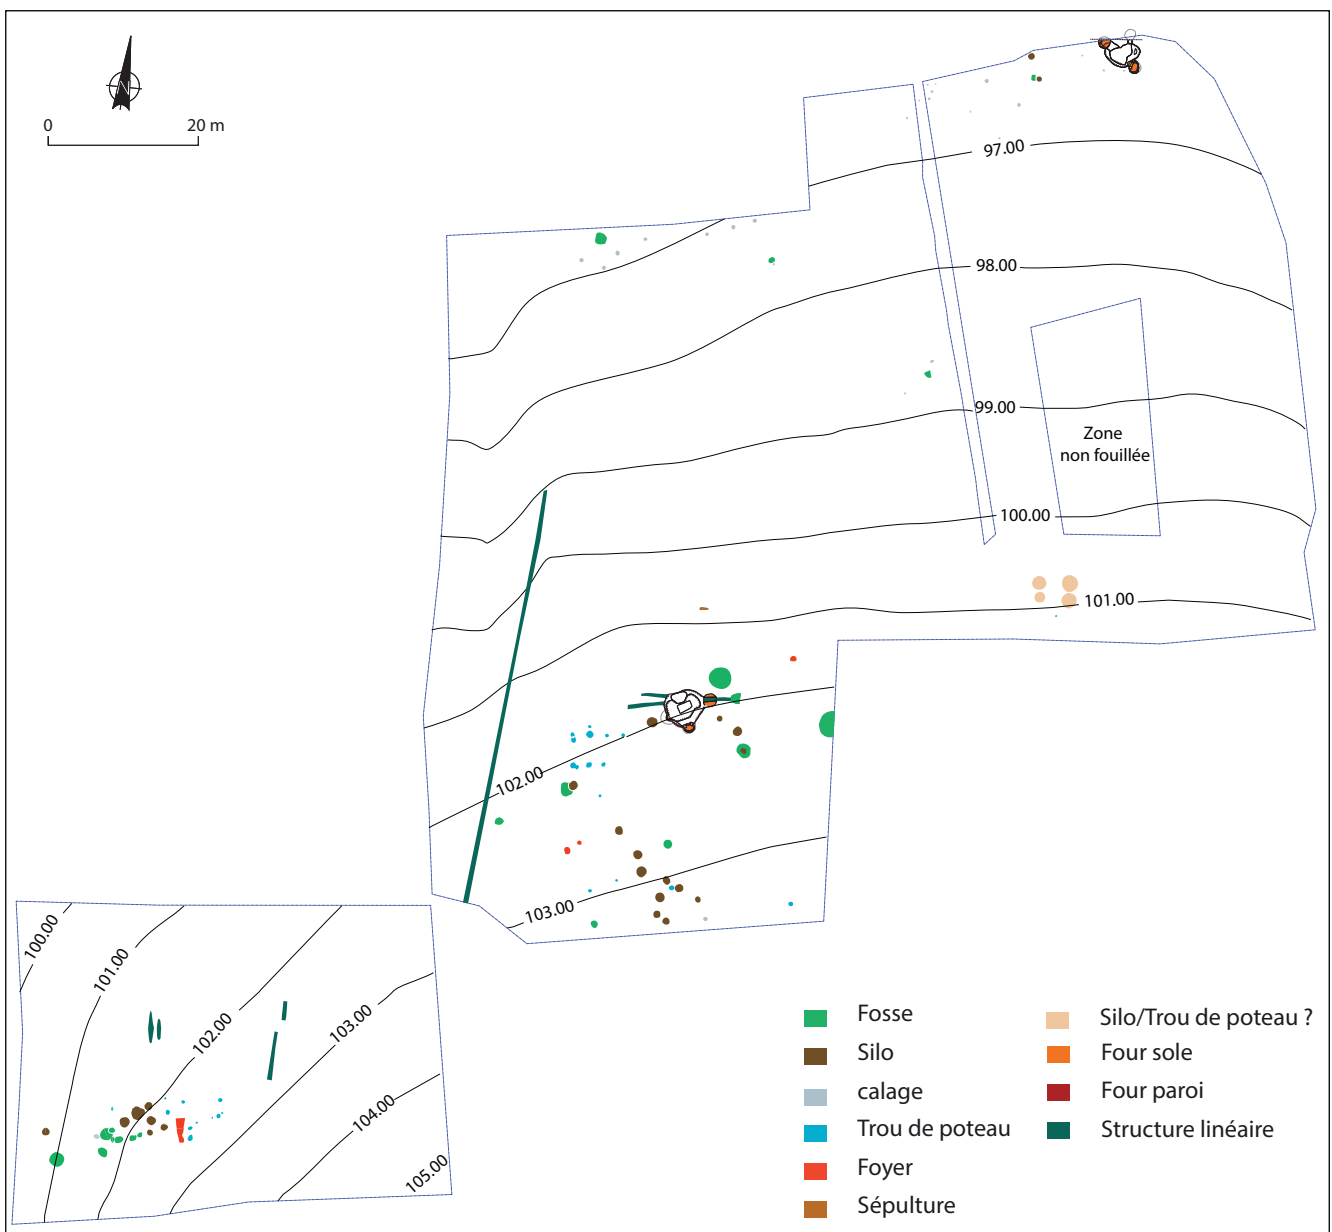 N
0 20 m
97.00
98.00
99.00
Zone
non fouillée
100.00
101.00
102.00
103.00
100.00
101.00
102.00
103.00
104.00
105.00
Fosse
Silo
calage
Trou de poteau
Foyer
Sépulture
Silo/Trou de poteau ?
Four sole
Four paroi
Structure linéaire